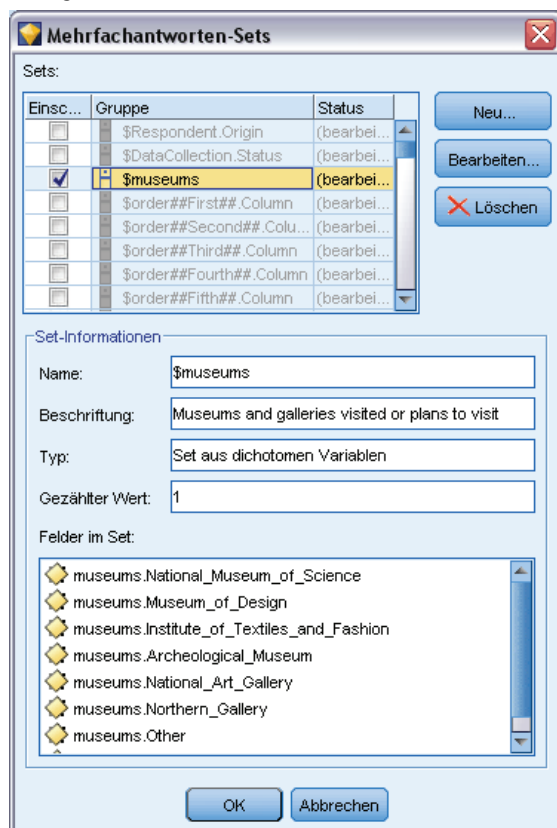 Mehrfachantworten-Sets
Sets:
Einsc... Gruppe Status
$Respondent.Origin (bearbei...
$DataCollection.Status (bearbei...
$museums (bearbei...
$order##First##.Column (bearbei...
$order##Second##.Colu... (bearbei...
$order##Third##.Column (bearbei...
$order##Fourth##.Column (bearbei...
$order##Fifth##.Column (bearbei...
Neu...
Bearbeiten...
Löschen
Set-Informationen
Name: $museums
Beschriftung: Museums and galleries visited or plans to visit
Typ: Set aus dichotomen Variablen
Gezählter Wert: 1
Felder im Set:
museums.National_Museum_of_Science
museums.Museum_of_Design
museums.Institute_of_Textiles_and_Fashion
museums.Archeological_Museum
museums.National_Art_Gallery
museums.Northern_Gallery
museums.Other
OK Abbrechen